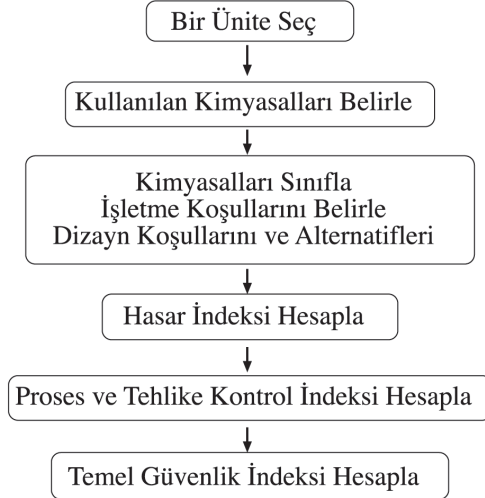 Bir Ünite Seç
Kullanılan Kimyasalları Belirle
Kimyasalları Sınıfla
İşletme Koşullarını Belirle
Dizayn Koşullarını ve Alternatifleri
Hasar İndeksi Hesapla
Proses ve Tehlike Kontrol İndeksi Hesapla
Temel Güvenlik İndeksi Hesapla